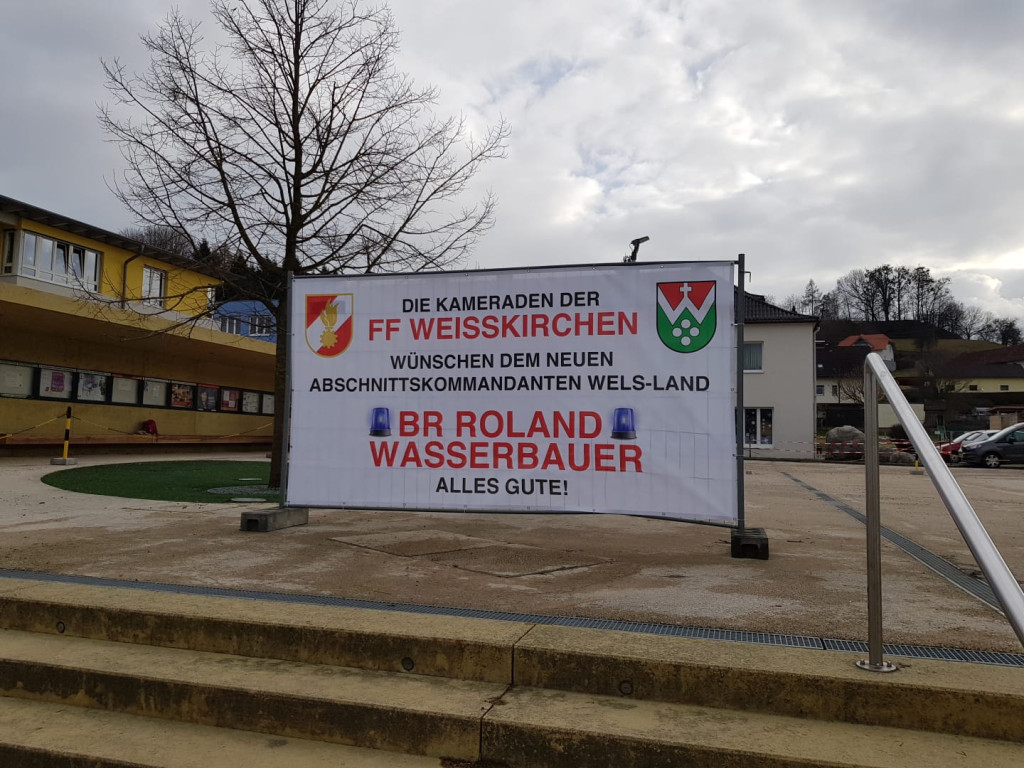 DIE KAMERADEN DER
FF WEISSKIRCHEN
WÜNSCHEN DEM NEUEN
ABSCHNITTSKOMMANDANTEN WELS-LAND
BR ROLAND
WASSERBAUER
ALLES GUTE!